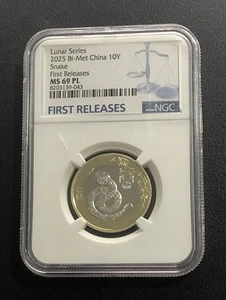 Lunar Series
2025 Bi-Met China 10Y
Snake
First Releases
MS 69 PL
8203139-043
FIRST RELEASES
NGC